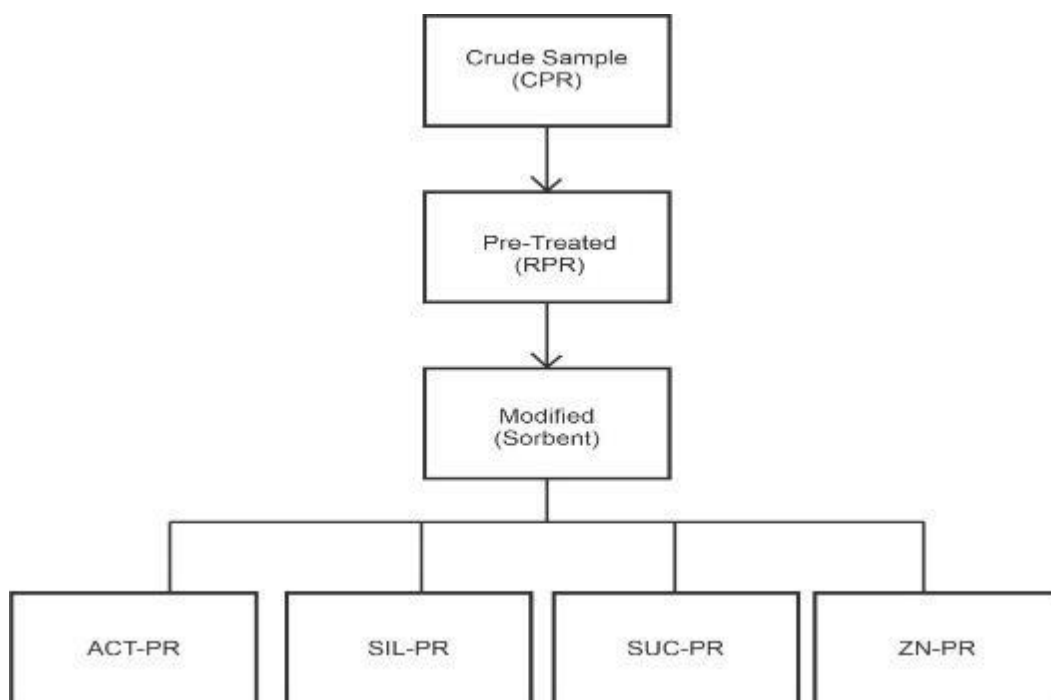 Crude Sample
(CPR)
Pre-Treated
(RPR)
Modified
(Sorbent)
ACT-PR
SIL-PR
SUC-PR
ZN-PR